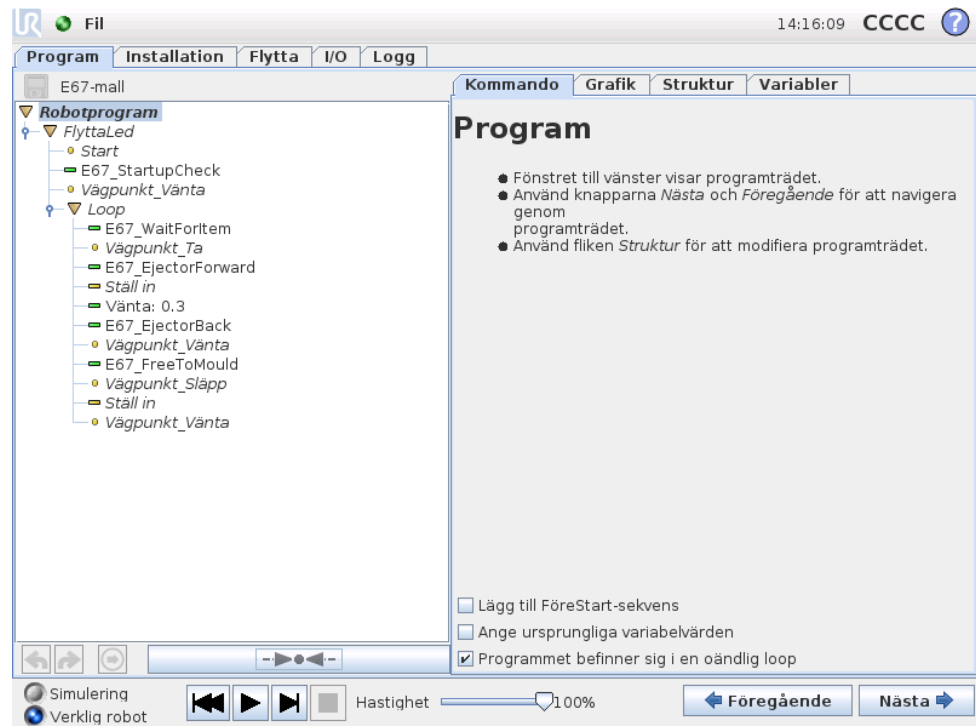 UR Fil 14:16:09 CCCC ?
Program Installation Flytta I/O Logg
E67-mall
Robotprogram
FlyttaLed
Start
E67_StartupCheck
Vägpunkt_Vänta
Loop
E67_WaitForItem
Vägpunkt_Ta
E67_EjectorForward
Ställ in
Vänta: 0.3
E67_EjectorBack
Vägpunkt_Vänta
E67_FreeToMould
Vägpunkt_Släpp
Ställ in
Vägpunkt_Vänta
Kommando Grafik Struktur Variabler
Program
Fönstret till vänster visar programträdet.
Använd knapparna Nästa och Föregående för att navigera
genom
programträdet.
Använd fliken Struktur för att modifiera programträdet.
Lägg till FöreStart-sekvens
Ange ursprungliga variabelvärden
Programmet befinner sig i en oändlig loop
Simulering
Verklig robot
Hastighet 100%
Föregående Nästa